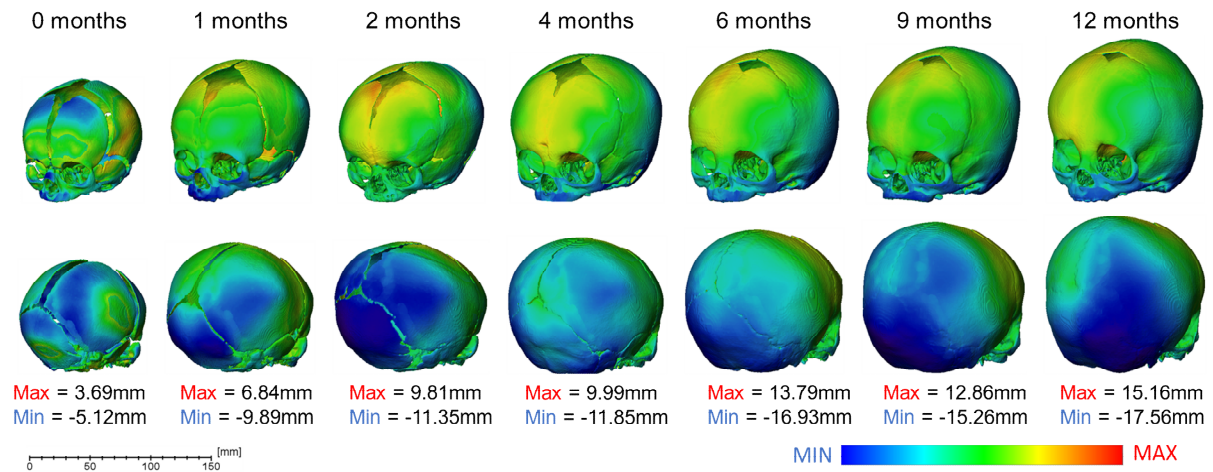 0 months 1 month 2 months 4 months 6 months 9 months 12 months
Max = 3.69mm Max = 6.84mm Max = 9.81mm Max = 9.99mm Max = 13.79mm Max = 12.86mm Max = 15.16mm
Min = -5.12mm Min = -9.89mm Min = -11.35mm Min = -11.85mm Min = -16.93mm Min = -15.26mm Min = -17.56mm
[mm]
0 50 100 150
MIN MAX